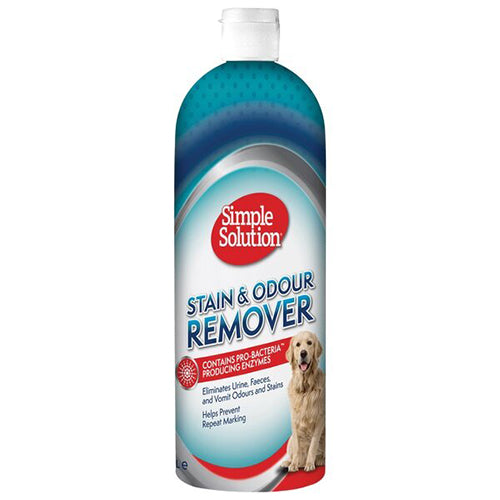 Simple
Solution
STAIN & ODOUR
REMOVER
CONTAINS PRO-BACTERIA™
PRODUCING ENZYMES
Eliminates Urine, Faeces,
and Vomit Odours and Stains
Helps Prevent
Repeat Marking
L ℮